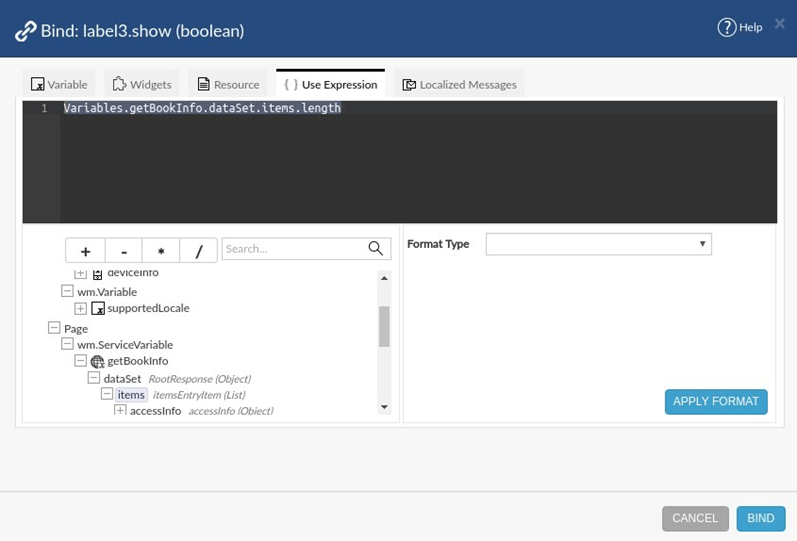 Bind: label3.show (boolean)
Help
Variable
Widgets
Resource
Use Expression
Localized Messages
1 Variables.getBookInfo.dataSet.items.length
+ - * /
Search...
Format Type
deviceInfo
wm.Variable
supportedLocale
Page
wm.ServiceVariable
getBookInfo
dataSet RootResponse (Object)
items itemsEntryItem (List)
accessInfo accessInfo (Object)
APPLY FORMAT
CANCEL
BIND